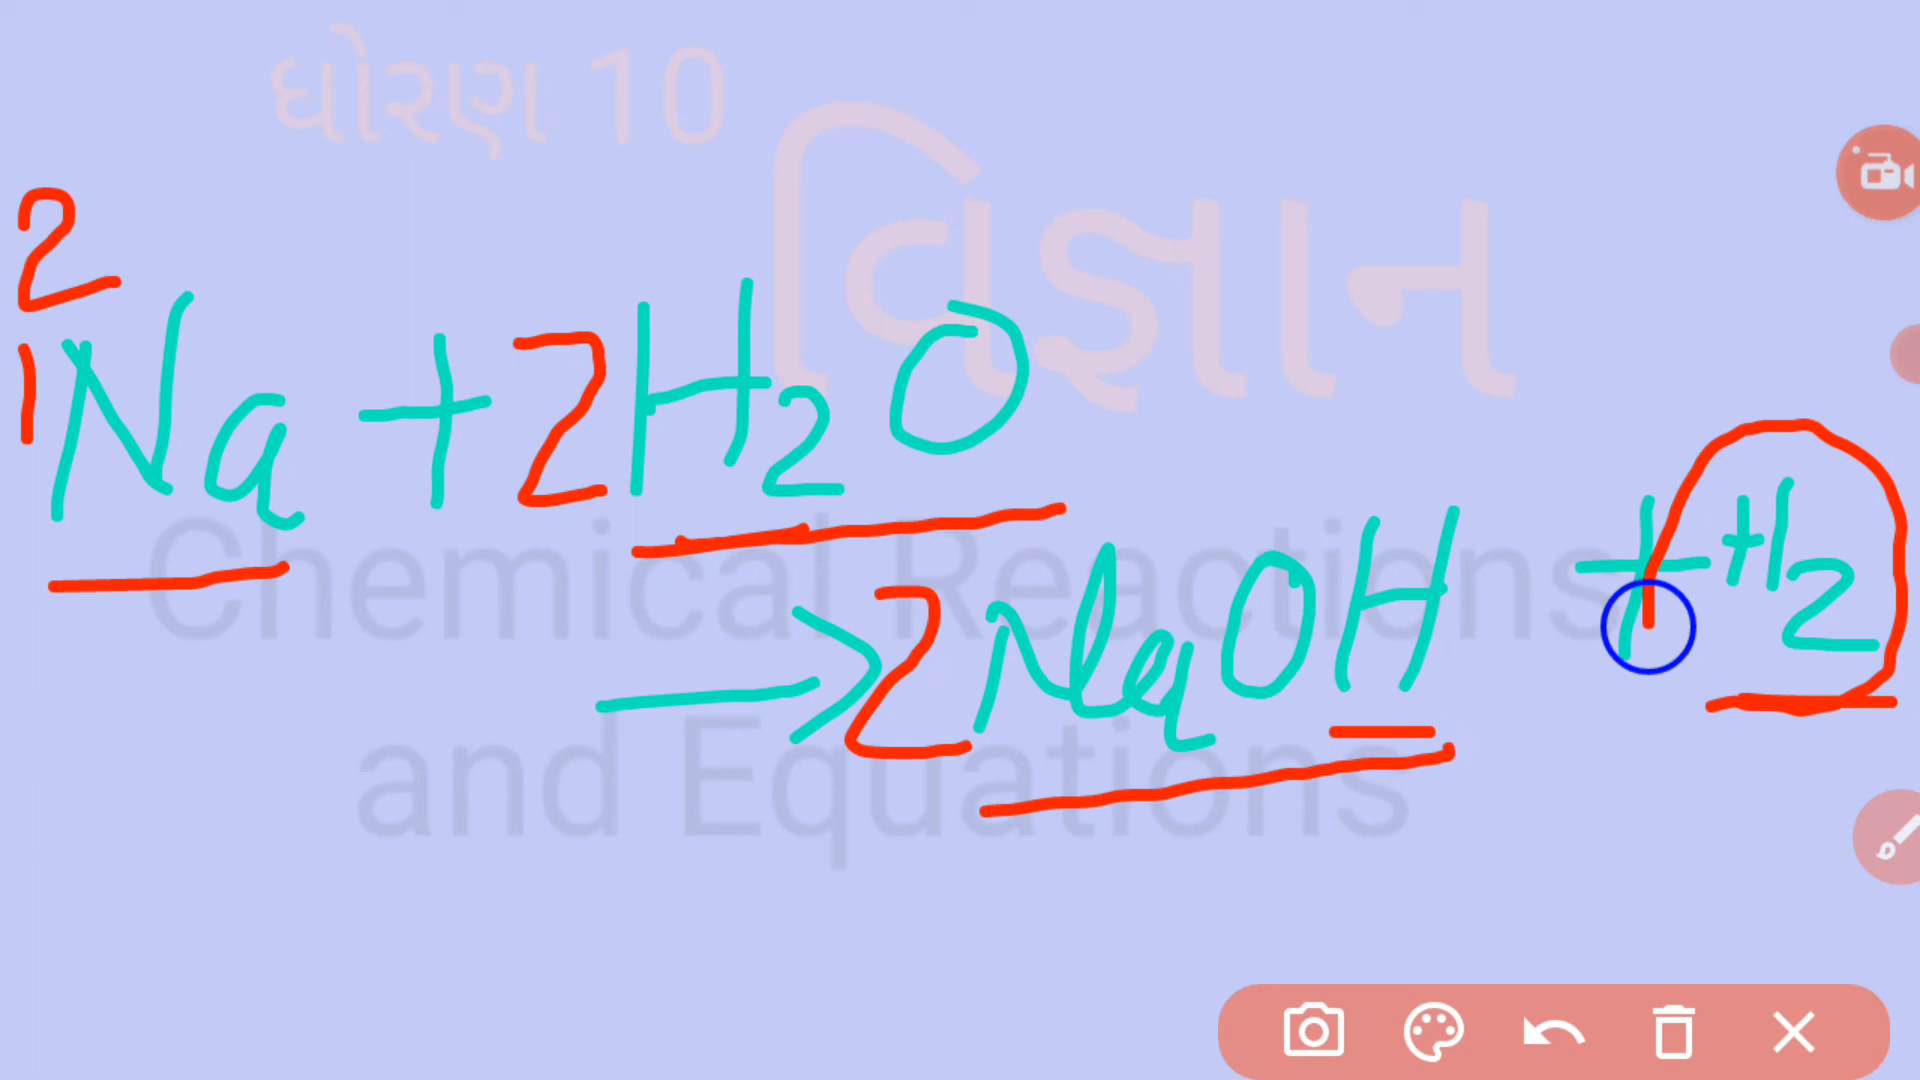 ધોરણ 10
વિજ્ઞાન
2
1Na + 2H₂O
Chemical Reactions
→ 2NaOH + H₂
and Equations